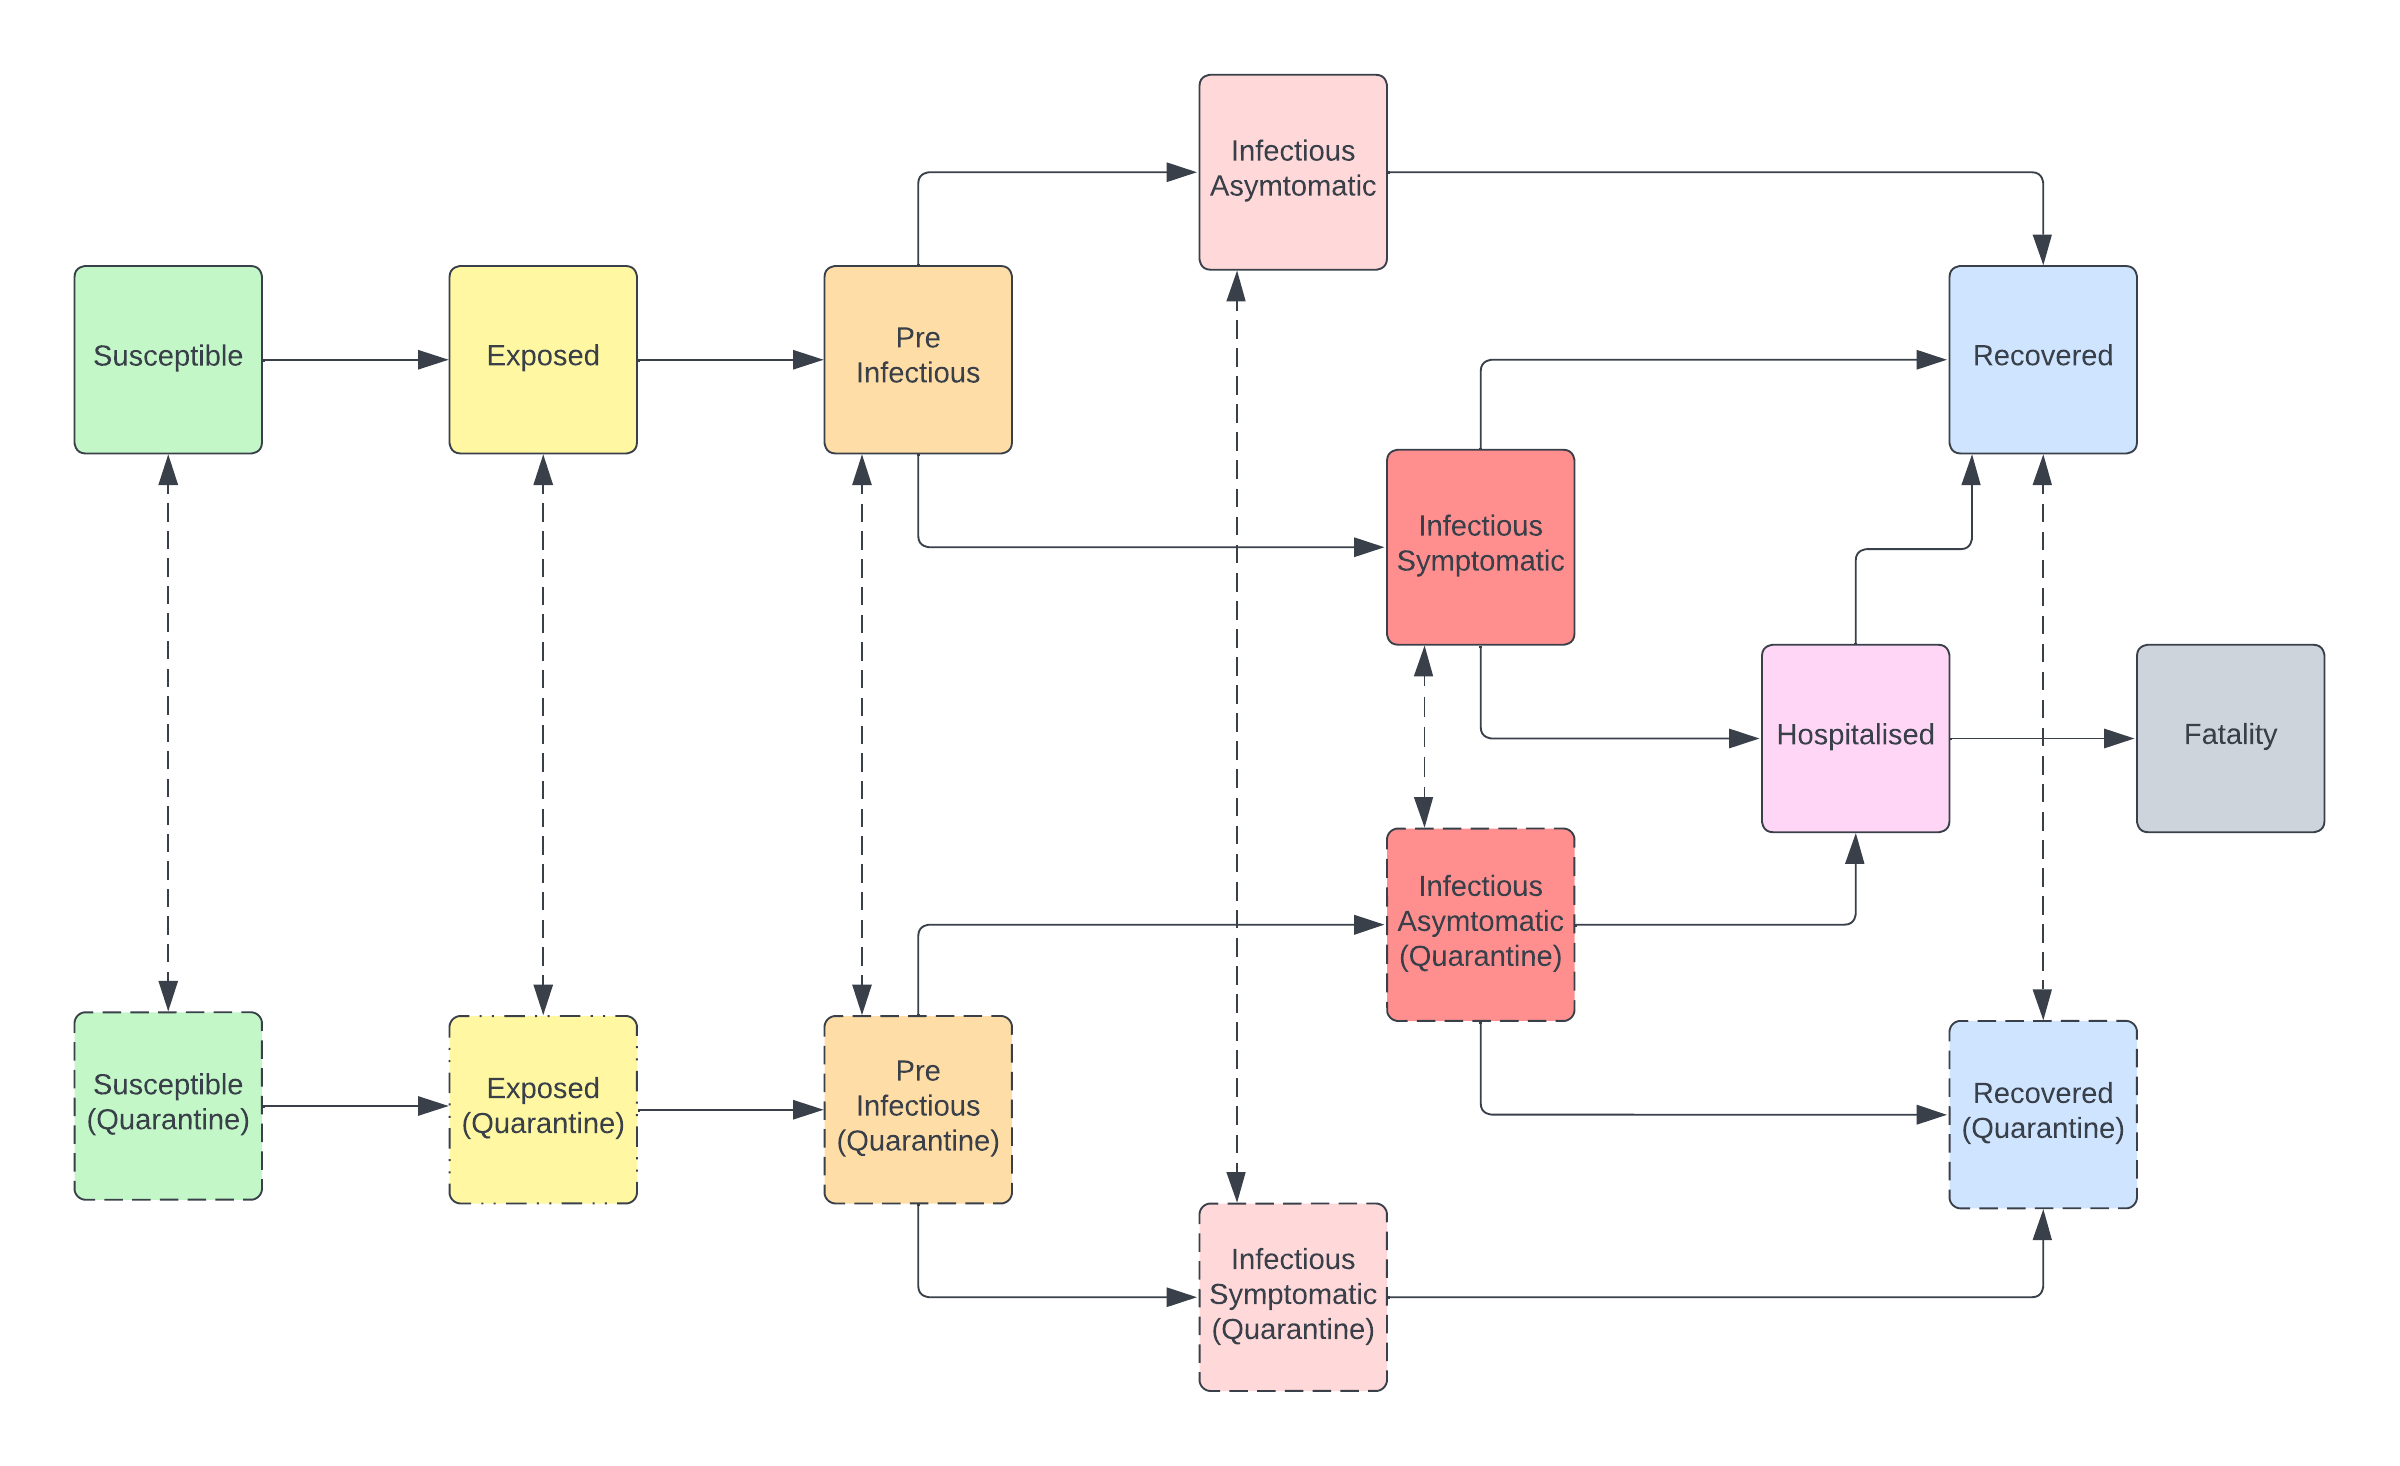 Infectious
Asymtomatic
Susceptible
Exposed
Pre
Infectious
Recovered
Infectious
Symptomatic
Hospitalised
Fatality
Infectious
Asymtomatic
(Quarantine)
Susceptible
(Quarantine)
Exposed
(Quarantine)
Pre
Infectious
(Quarantine)
Recovered
(Quarantine)
Infectious
Symptomatic
(Quarantine)